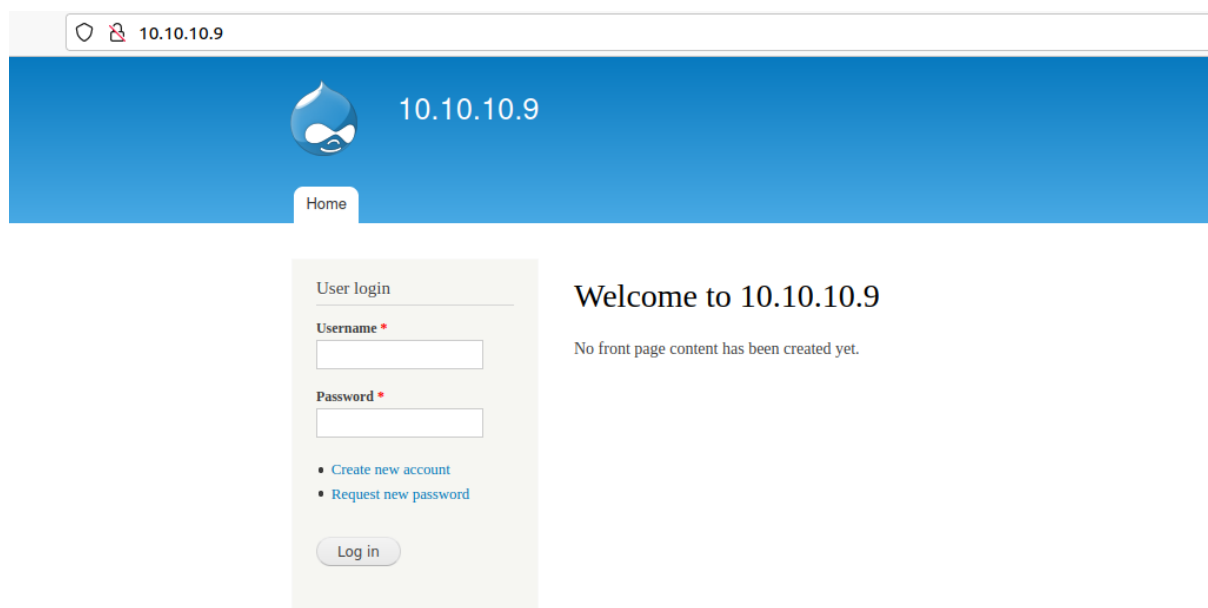 10.10.10.9
10.10.10.9
Home
User login
Username *
Password *
Create new account
Request new password
Log in
Welcome to 10.10.10.9
No front page content has been created yet.